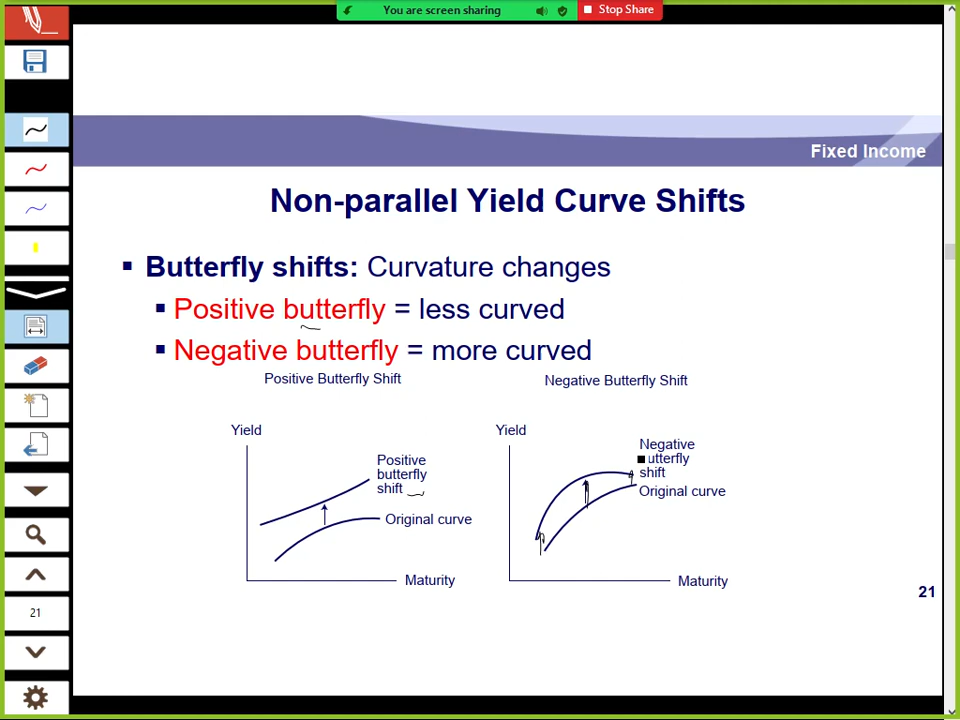 You are screen sharing
Stop Share
Fixed Income
Non-parallel Yield Curve Shifts
Butterfly shifts: Curvature changes
Positive butterfly = less curved
Negative butterfly = more curved
Positive Butterfly Shift
Yield
Positive
butterfly
shift
Original curve
Maturity
Negative Butterfly Shift
Yield
Negative
utterfly
shift
Original curve
Maturity
21
21